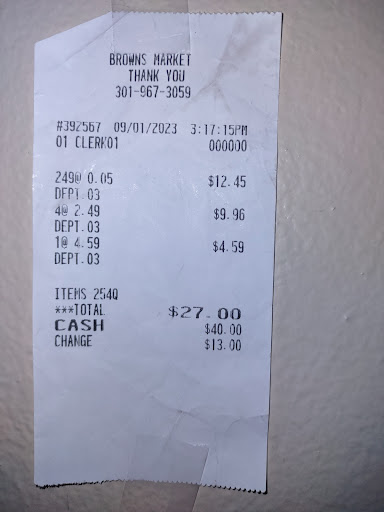 BROWNS MARKET
THANK YOU
301-967-3059
#392567 09/01/2023 3:17:15PM
01 CLERK01 000000
249@ 0.05 $12.45
DEPT.03
4@ 2.49 $9.96
DEPT.03
1@ 4.59 $4.59
DEPT.03
ITEMS 254Q
***TOTAL $27.00
CASH $40.00
CHANGE $13.00